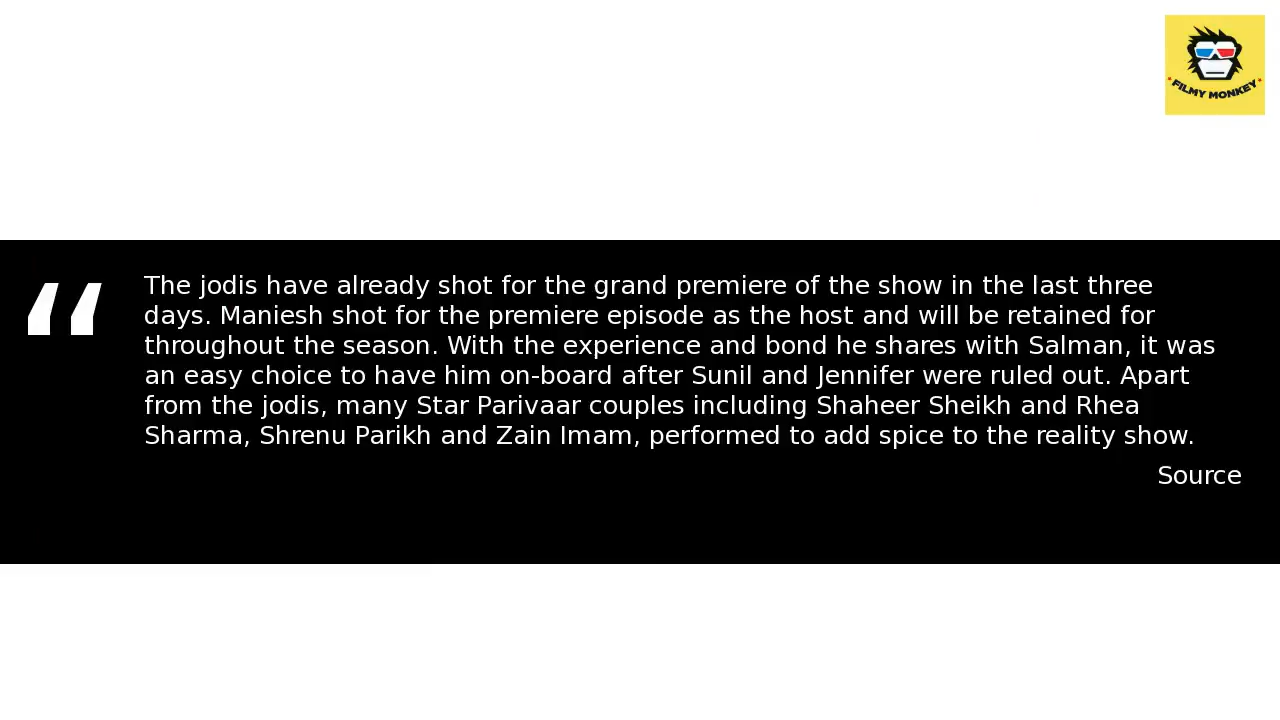 FILMY MONKEY
“
The jodis have already shot for the grand premiere of the show in the last three
days. Maniesh shot for the premiere episode as the host and will be retained for
throughout the season. With the experience and bond he shares with Salman, it was
an easy choice to have him on-board after Sunil and Jennifer were ruled out. Apart
from the jodis, many Star Parivaar couples including Shaheer Sheikh and Rhea
Sharma, Shrenu Parikh and Zain Imam, performed to add spice to the reality show.
Source